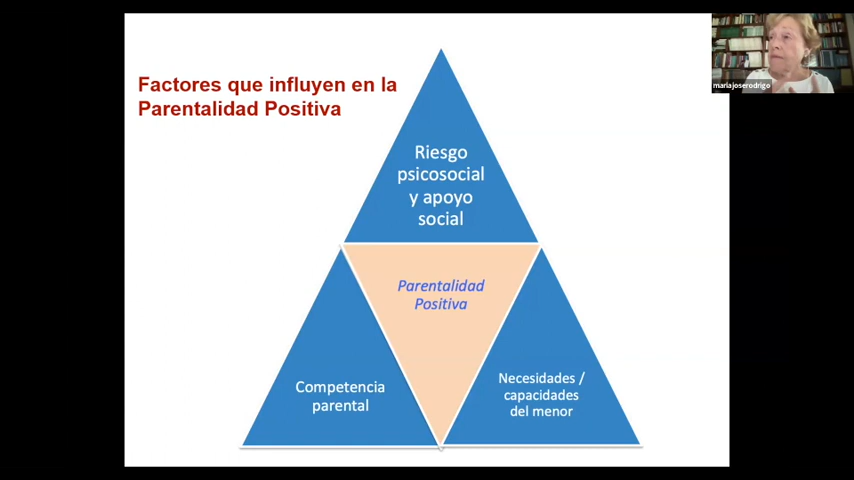 Factores que influyen en la
Parentalidad Positiva
mariajoserodrigo
Riesgo
psicosocial
y apoyo
social
Parentalidad
Positiva
Competencia
parental
Necesidades /
capacidades
del menor